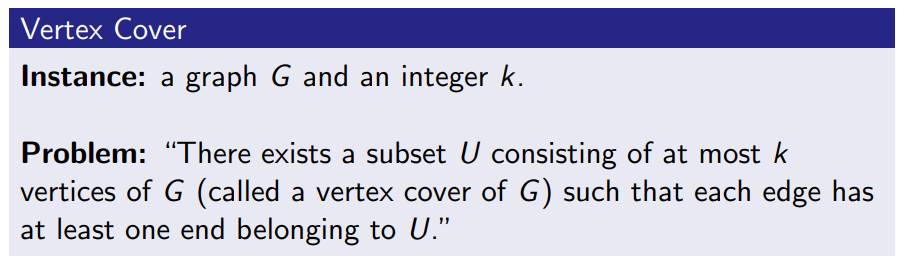 Vertex Cover
Instance: a graph G and an integer k.
Problem: “There exists a subset U consisting of at most k
vertices of G (called a vertex cover of G) such that each edge has
at least one end belonging to U.”